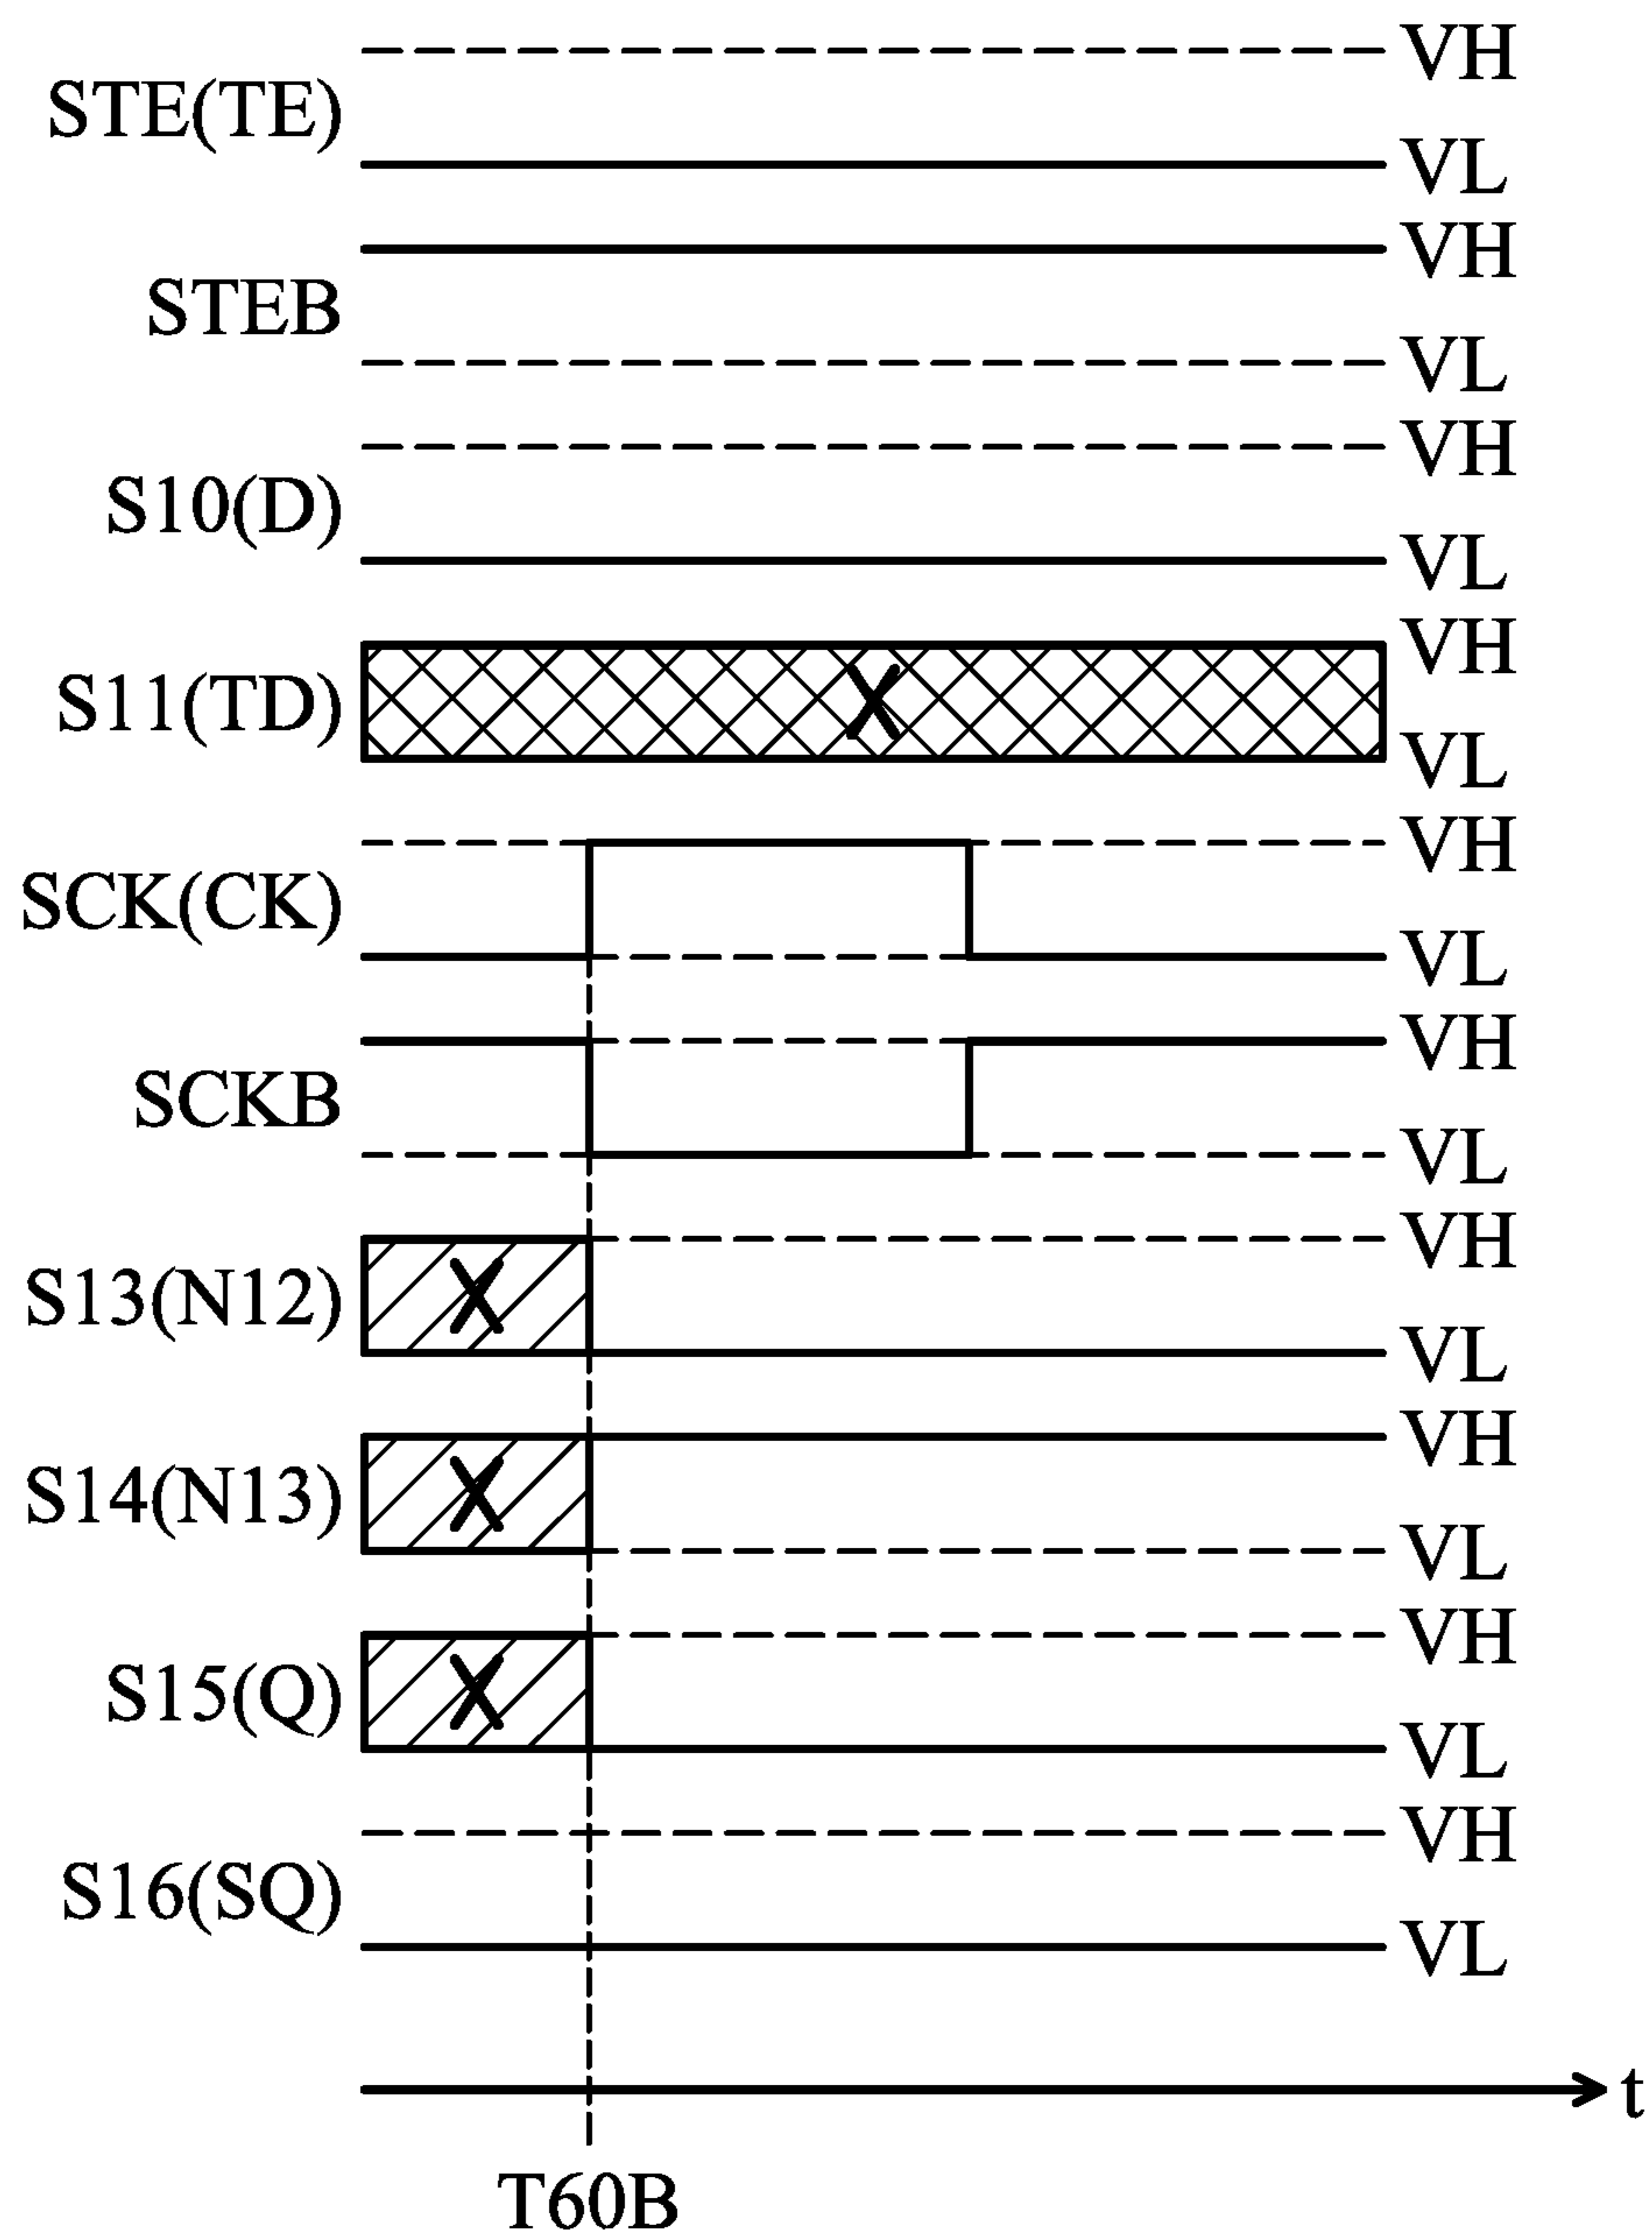 VH
STE(TE)
VL
VH
STEB
VL
VH
S10(D)
VL
VH
S11(TD) X
VL
VH
SCK(CK)
VL
VH
SCKB
VL
VH
S13(N12) X
VL
VH
S14(N13) X
VL
VH
S15(Q) X
VL
VH
S16(SQ)
VL
t
T60B